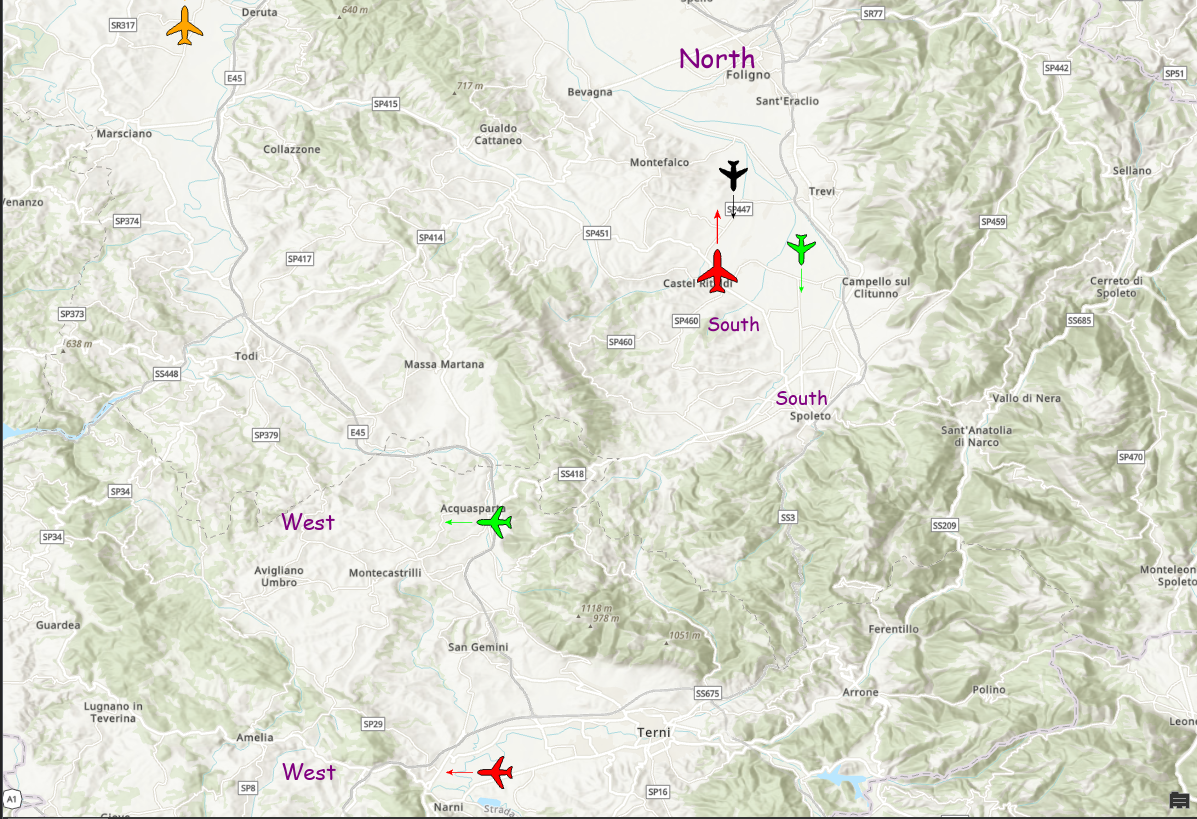 Deruta
640 m
SR317
SR77
North
Foligno
SP442
SP51
E45
717 m
Bevagna
SP415
Sant'Eraclio
Marsciano
Gualdo
Cattaneo
Collazzone
Montefalco
Sellano
Trevi
SP447
SP374
SP459
SP451
SP414
SP417
Castel Ritaldi
Campello sul
Clitunno
Cerreto di
Spoleto
SP373
SP460
South
SS685
638 m
SP460
Todi
Massa Martana
SS448
South
Spoleto
Vallo di Nera
E45
SP379
Sant'Anatolia
di Narco
SP470
SS418
SP34
Acquasparta
SS3
West
SS209
SP34
Avigliano
Umbro
Montecastrilli
Monteleon
Spoleto
1118 m
978 m
Guardea
Ferentillo
1051 m
San Gemini
SS675
Arrone
Polino
Lugnano in
Teverina
Leone
SP29
Amelia
Terni
West
SP8
SP16
A1
Narni
Strada